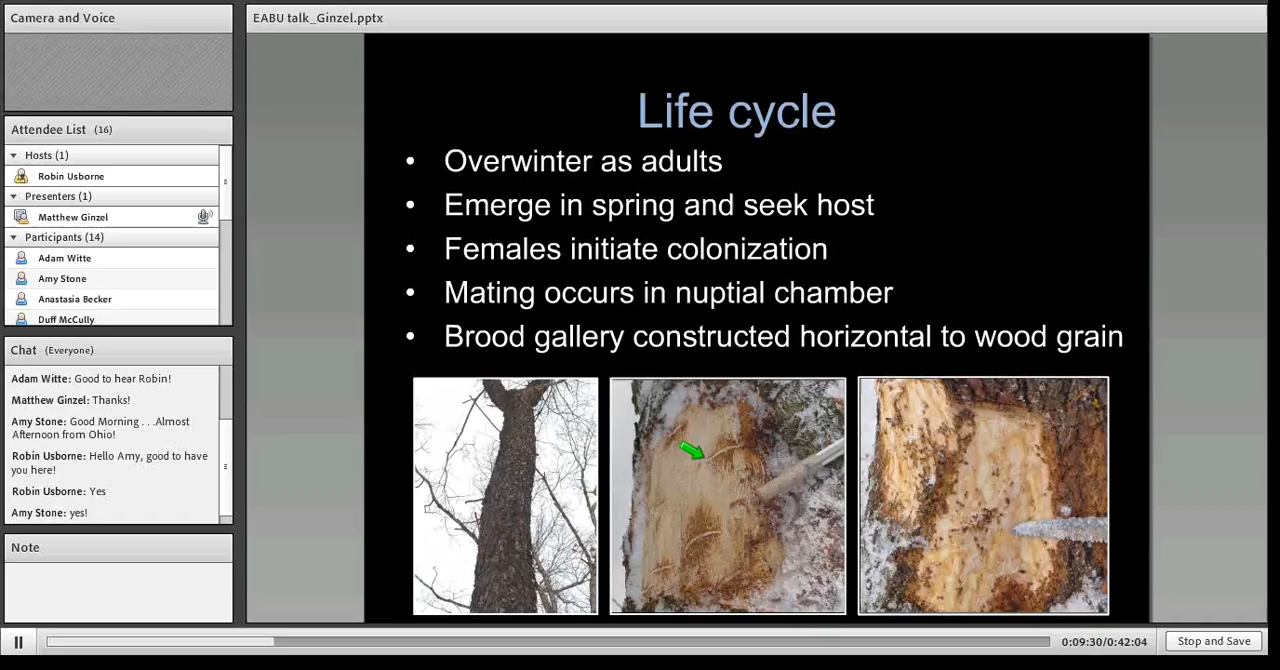 Camera and Voice
EABU talk_Ginzel.pptx
Attendee List (16)
Hosts (1)
Robin Usborne
Presenters (1)
Matthew Ginzel
Participants (14)
Adam Witte
Amy Stone
Anastasia Becker
Duff McCully
Chat (Everyone)
Adam Witte: Good to hear Robin!
Matthew Ginzel: Thanks!
Amy Stone: Good Morning . . .Almost
Afternoon from Ohio!
Robin Usborne: Hello Amy, good to have
you here!
Robin Usborne: Yes
Amy Stone: yes!
Note
Life cycle
• Overwinter as adults
• Emerge in spring and seek host
• Females initiate colonization
• Mating occurs in nuptial chamber
• Brood gallery constructed horizontal to wood grain
0:09:30/0:42:04
Stop and Save